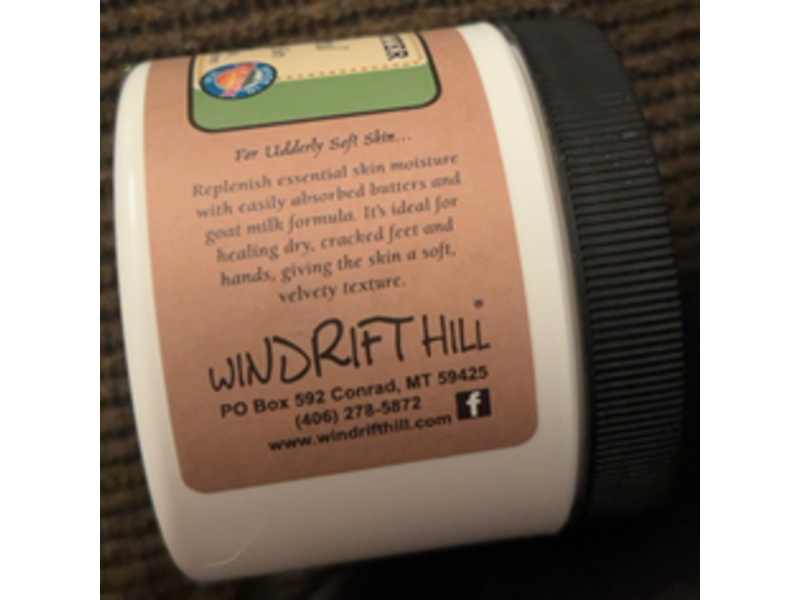 For Udderly Soft Skin...
Replenish essential skin moisture
with easily absorbed butters and
goat milk formula. It's ideal for
healing dry, cracked feet and
hands, giving the skin a soft,
velvety texture.
WINDRIFT HILL®
PO Box 592 Conrad, MT 59425
(406) 278-5872
www.windrifthill.com
f